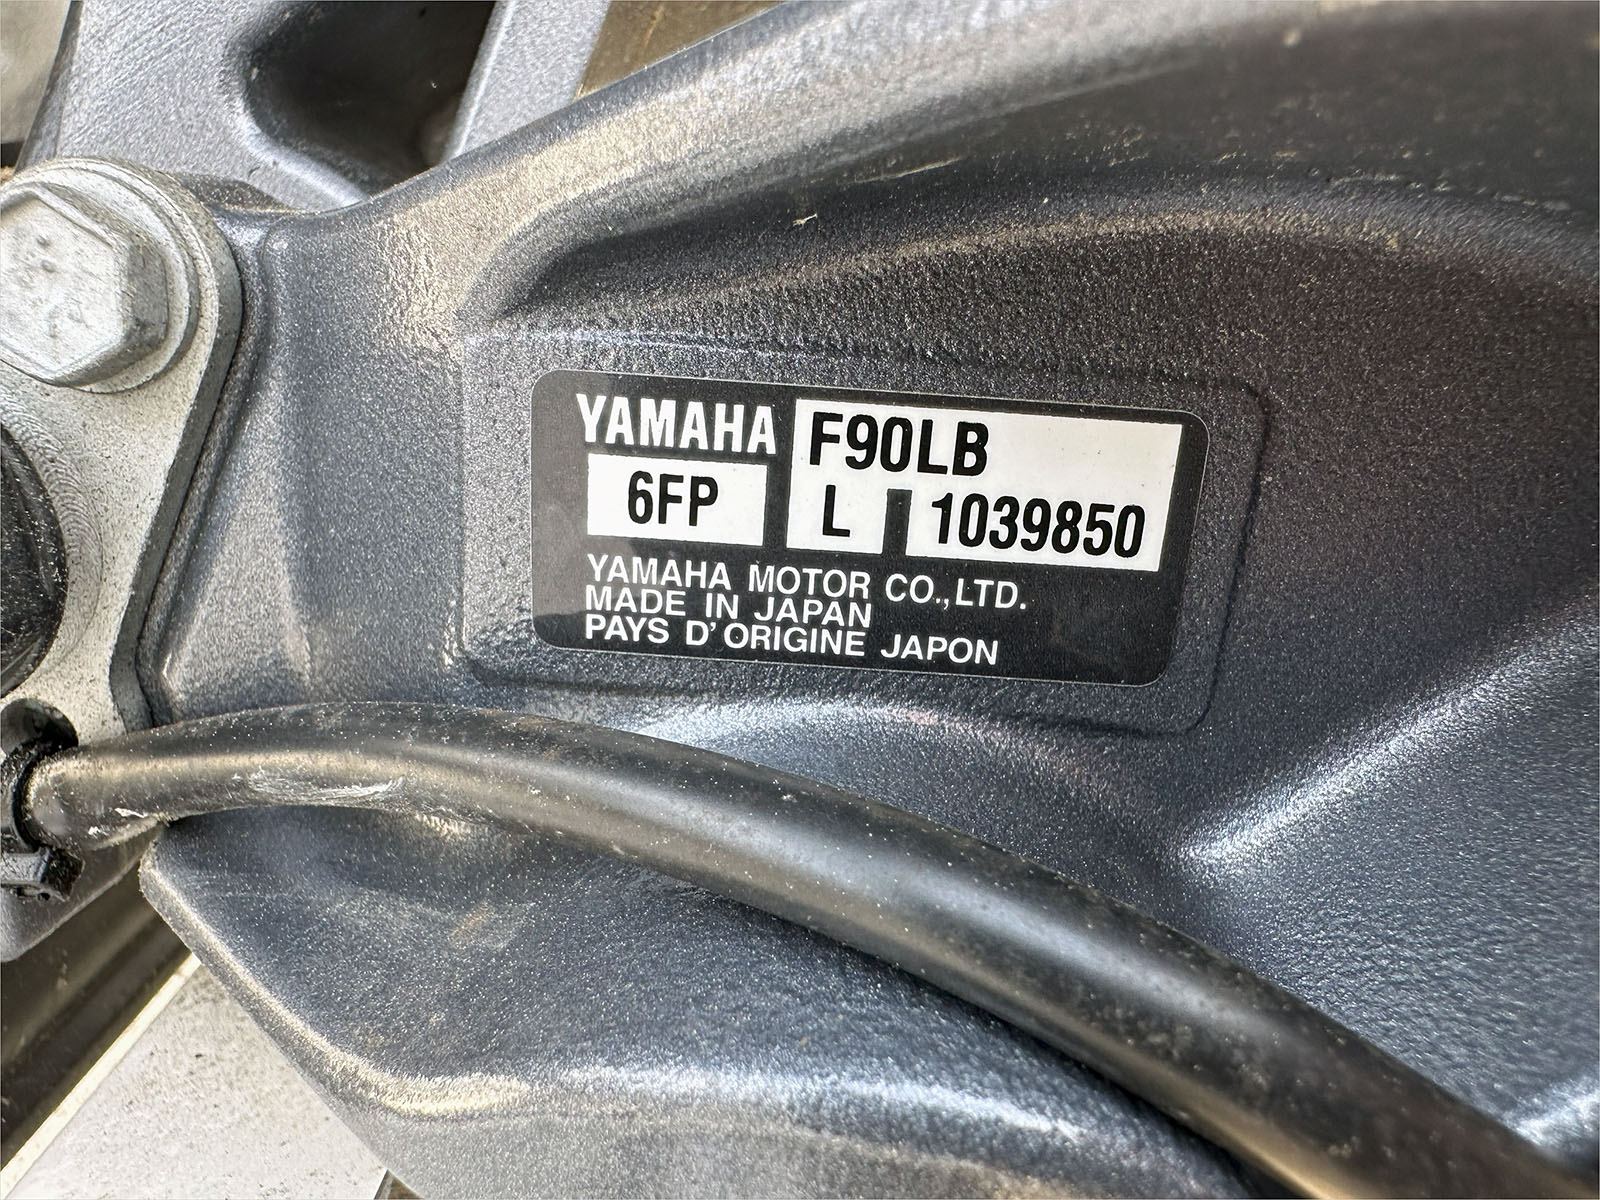 YAMAHA F90LB
6FP L 1039850
YAMAHA MOTOR CO.,LTD.
MADE IN JAPAN
PAYS D'ORIGINE JAPON